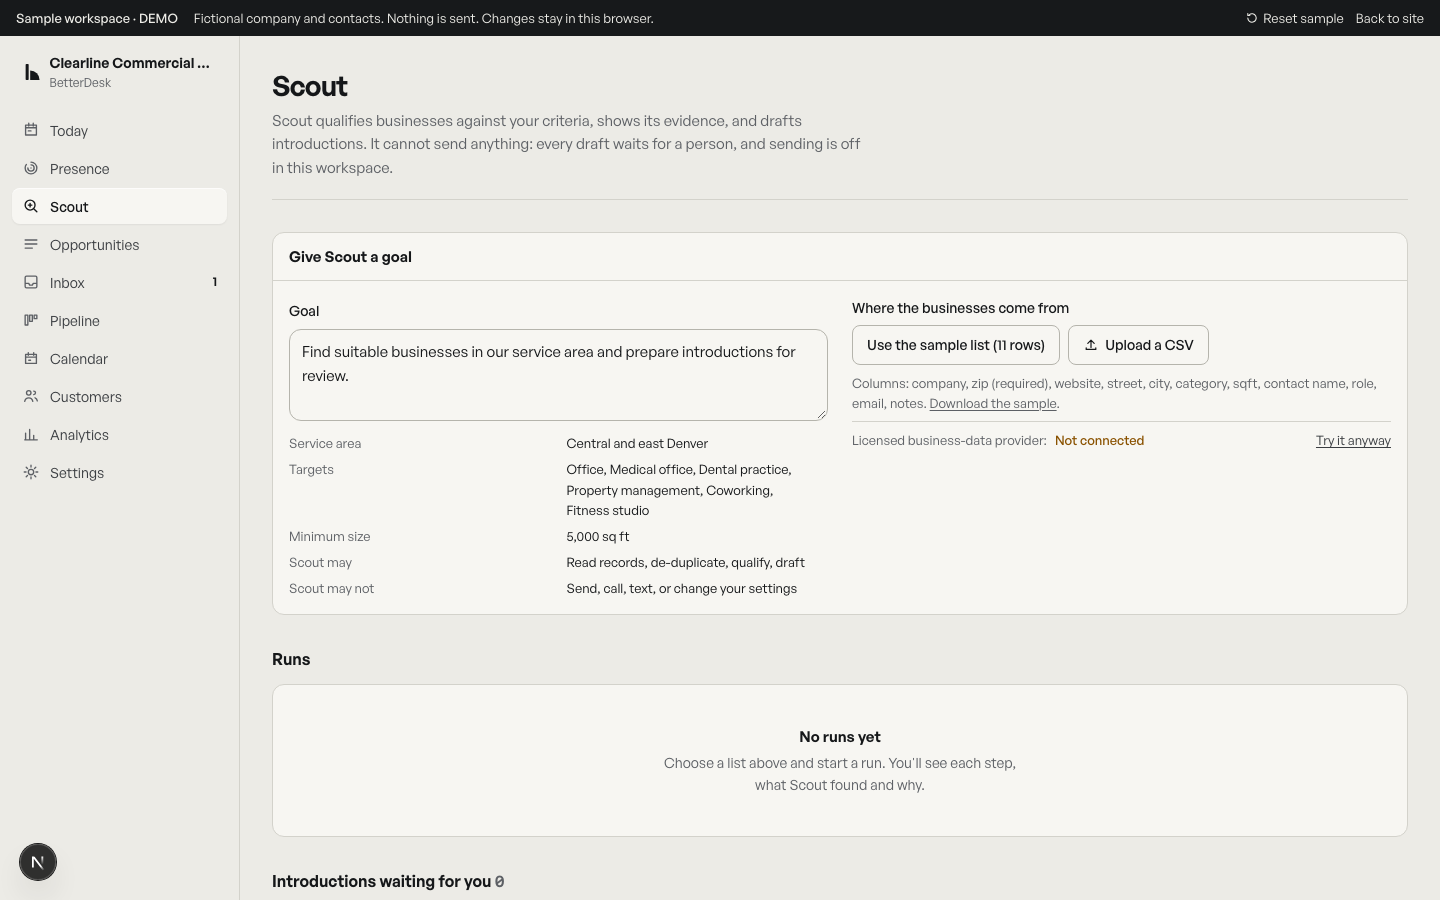 Sample workspace · DEMO
Fictional company and contacts. Nothing is sent. Changes stay in this browser.
Reset sample
Back to site
Clearline Commercial ...
BetterDesk
Today
Presence
Scout
Opportunities
Inbox
1
Pipeline
Calendar
Customers
Analytics
Settings
N
Scout
Scout qualifies businesses against your criteria, shows its evidence, and drafts
introductions. It cannot send anything: every draft waits for a person, and sending is off
in this workspace.
Give Scout a goal
Goal
Find suitable businesses in our service area and prepare introductions for
review.
Service area
Central and east Denver
Targets
Office, Medical office, Dental practice,
Property management, Coworking,
Fitness studio
Minimum size
5,000 sq ft
Scout may
Read records, de-duplicate, qualify, draft
Scout may not
Send, call, text, or change your settings
Where the businesses come from
Use the sample list (11 rows)
Upload a CSV
Columns: company, zip (required), website, street, city, category, sqft, contact name, role,
email, notes. Download the sample.
Licensed business-data provider: Not connected
Try it anyway
Runs
No runs yet
Choose a list above and start a run. You'll see each step,
what Scout found and why.
Introductions waiting for you 0